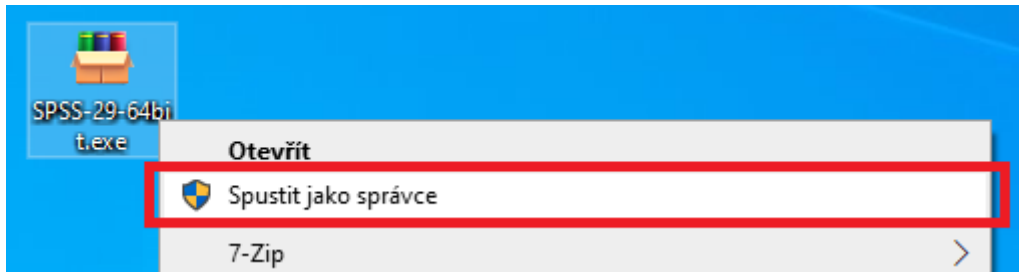 SPSS-29-64bi
t.exe
Otevřít
Spustit jako správce
7-Zip